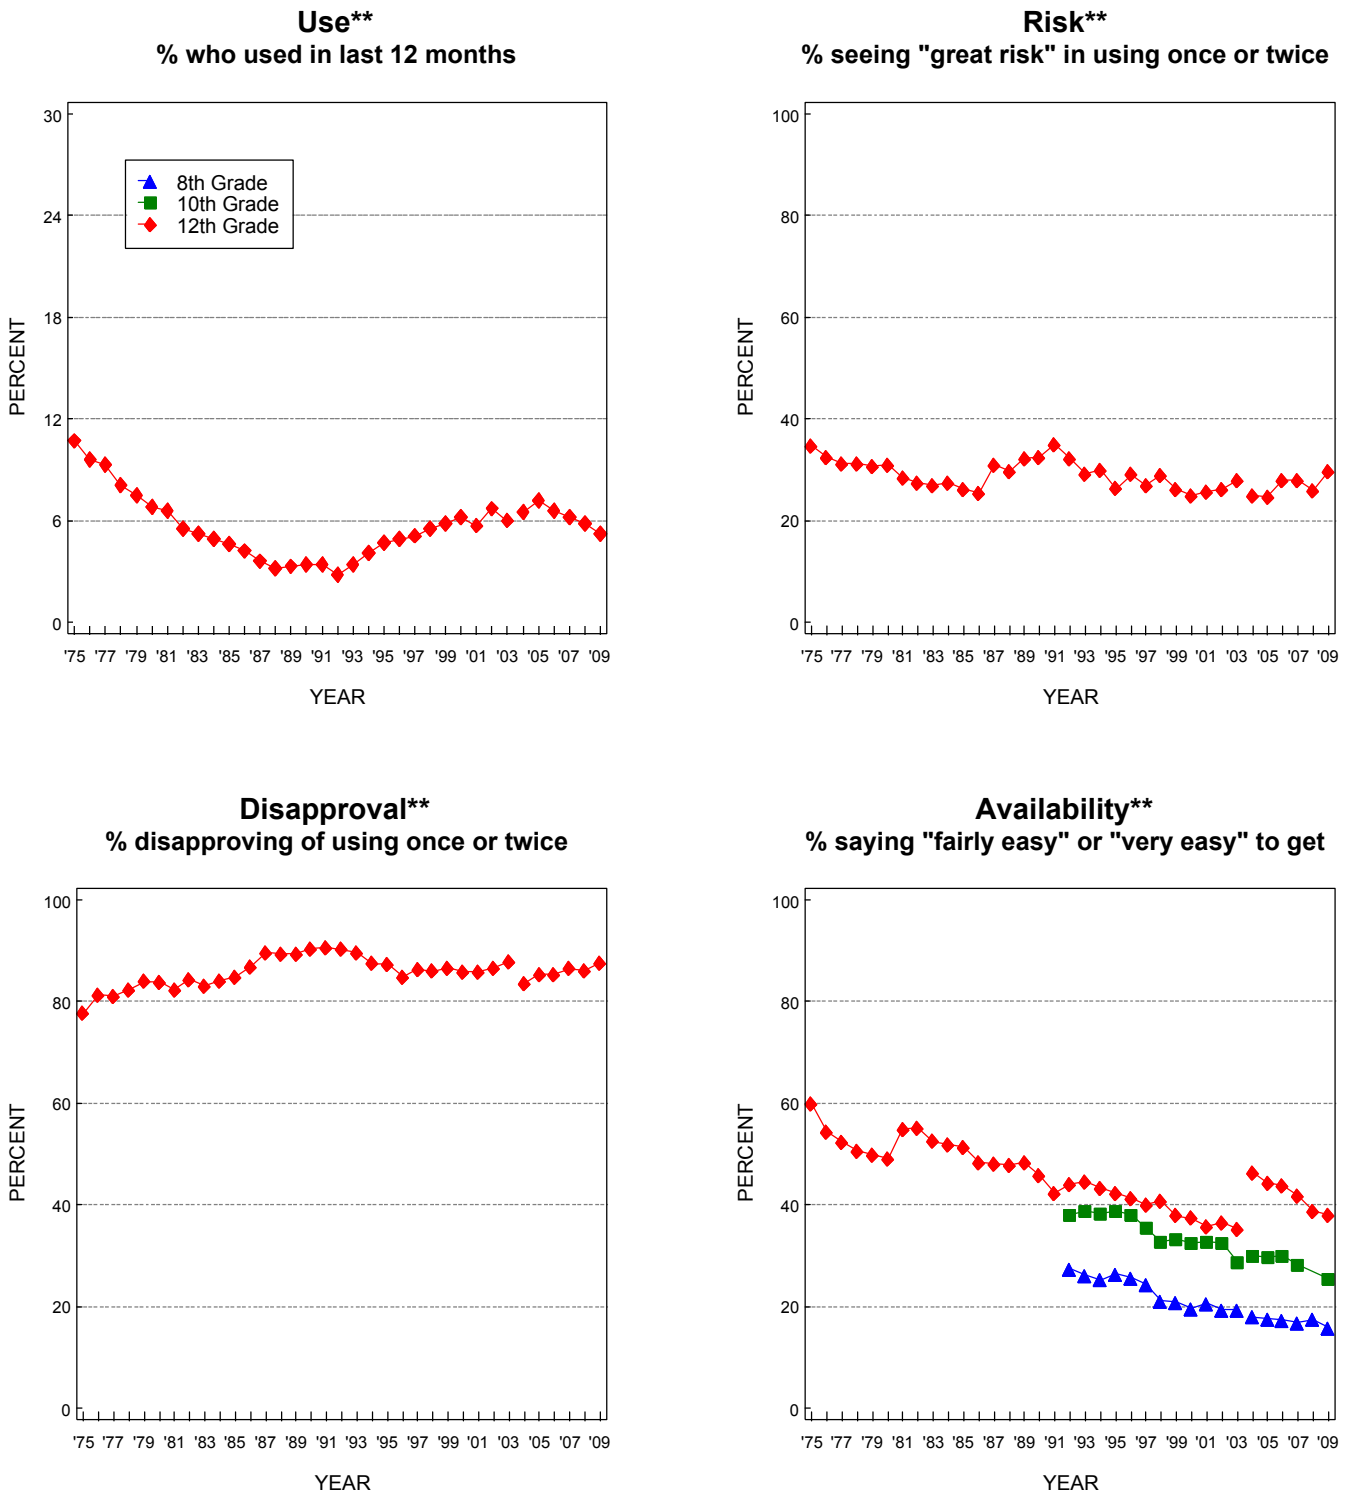 Use**
% who used in last 12 months
30
24
18
12
6
0
PERCENT
8th Grade
10th Grade
12th Grade
'75 '77 '79 '81 '83 '85 '87 '89 '91 '93 '95 '97 '99 '01 '03 '05 '07 '09
YEAR
Risk**
% seeing "great risk" in using once or twice
100
80
60
40
20
0
PERCENT
'75 '77 '79 '81 '83 '85 '87 '89 '91 '93 '95 '97 '99 '01 '03 '05 '07 '09
YEAR
Disapproval**
% disapproving of using once or twice
100
80
60
40
20
0
PERCENT
'75 '77 '79 '81 '83 '85 '87 '89 '91 '93 '95 '97 '99 '01 '03 '05 '07 '09
YEAR
Availability**
% saying "fairly easy" or "very easy" to get
100
80
60
40
20
0
PERCENT
'75 '77 '79 '81 '83 '85 '87 '89 '91 '93 '95 '97 '99 '01 '03 '05 '07 '09
YEAR